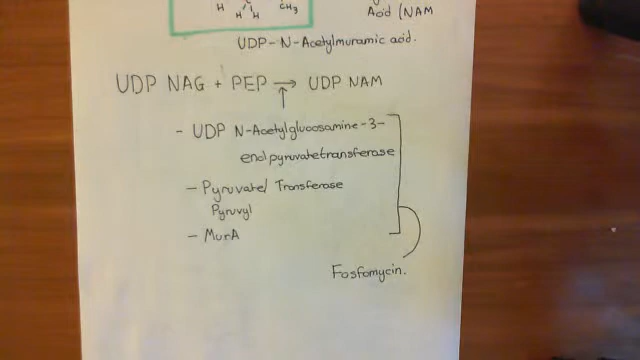 H H H CH3
Acid (NAM
UDP-N-Acetylmuramic acid.
UDP NAG + PEP → UDP NAM
- UDP N-Acetylglucosamine-3-
enolpyruvatetransferase
- Pyruvate/ Transferase
Pyruvyl
- MurA
Fosfomycin.